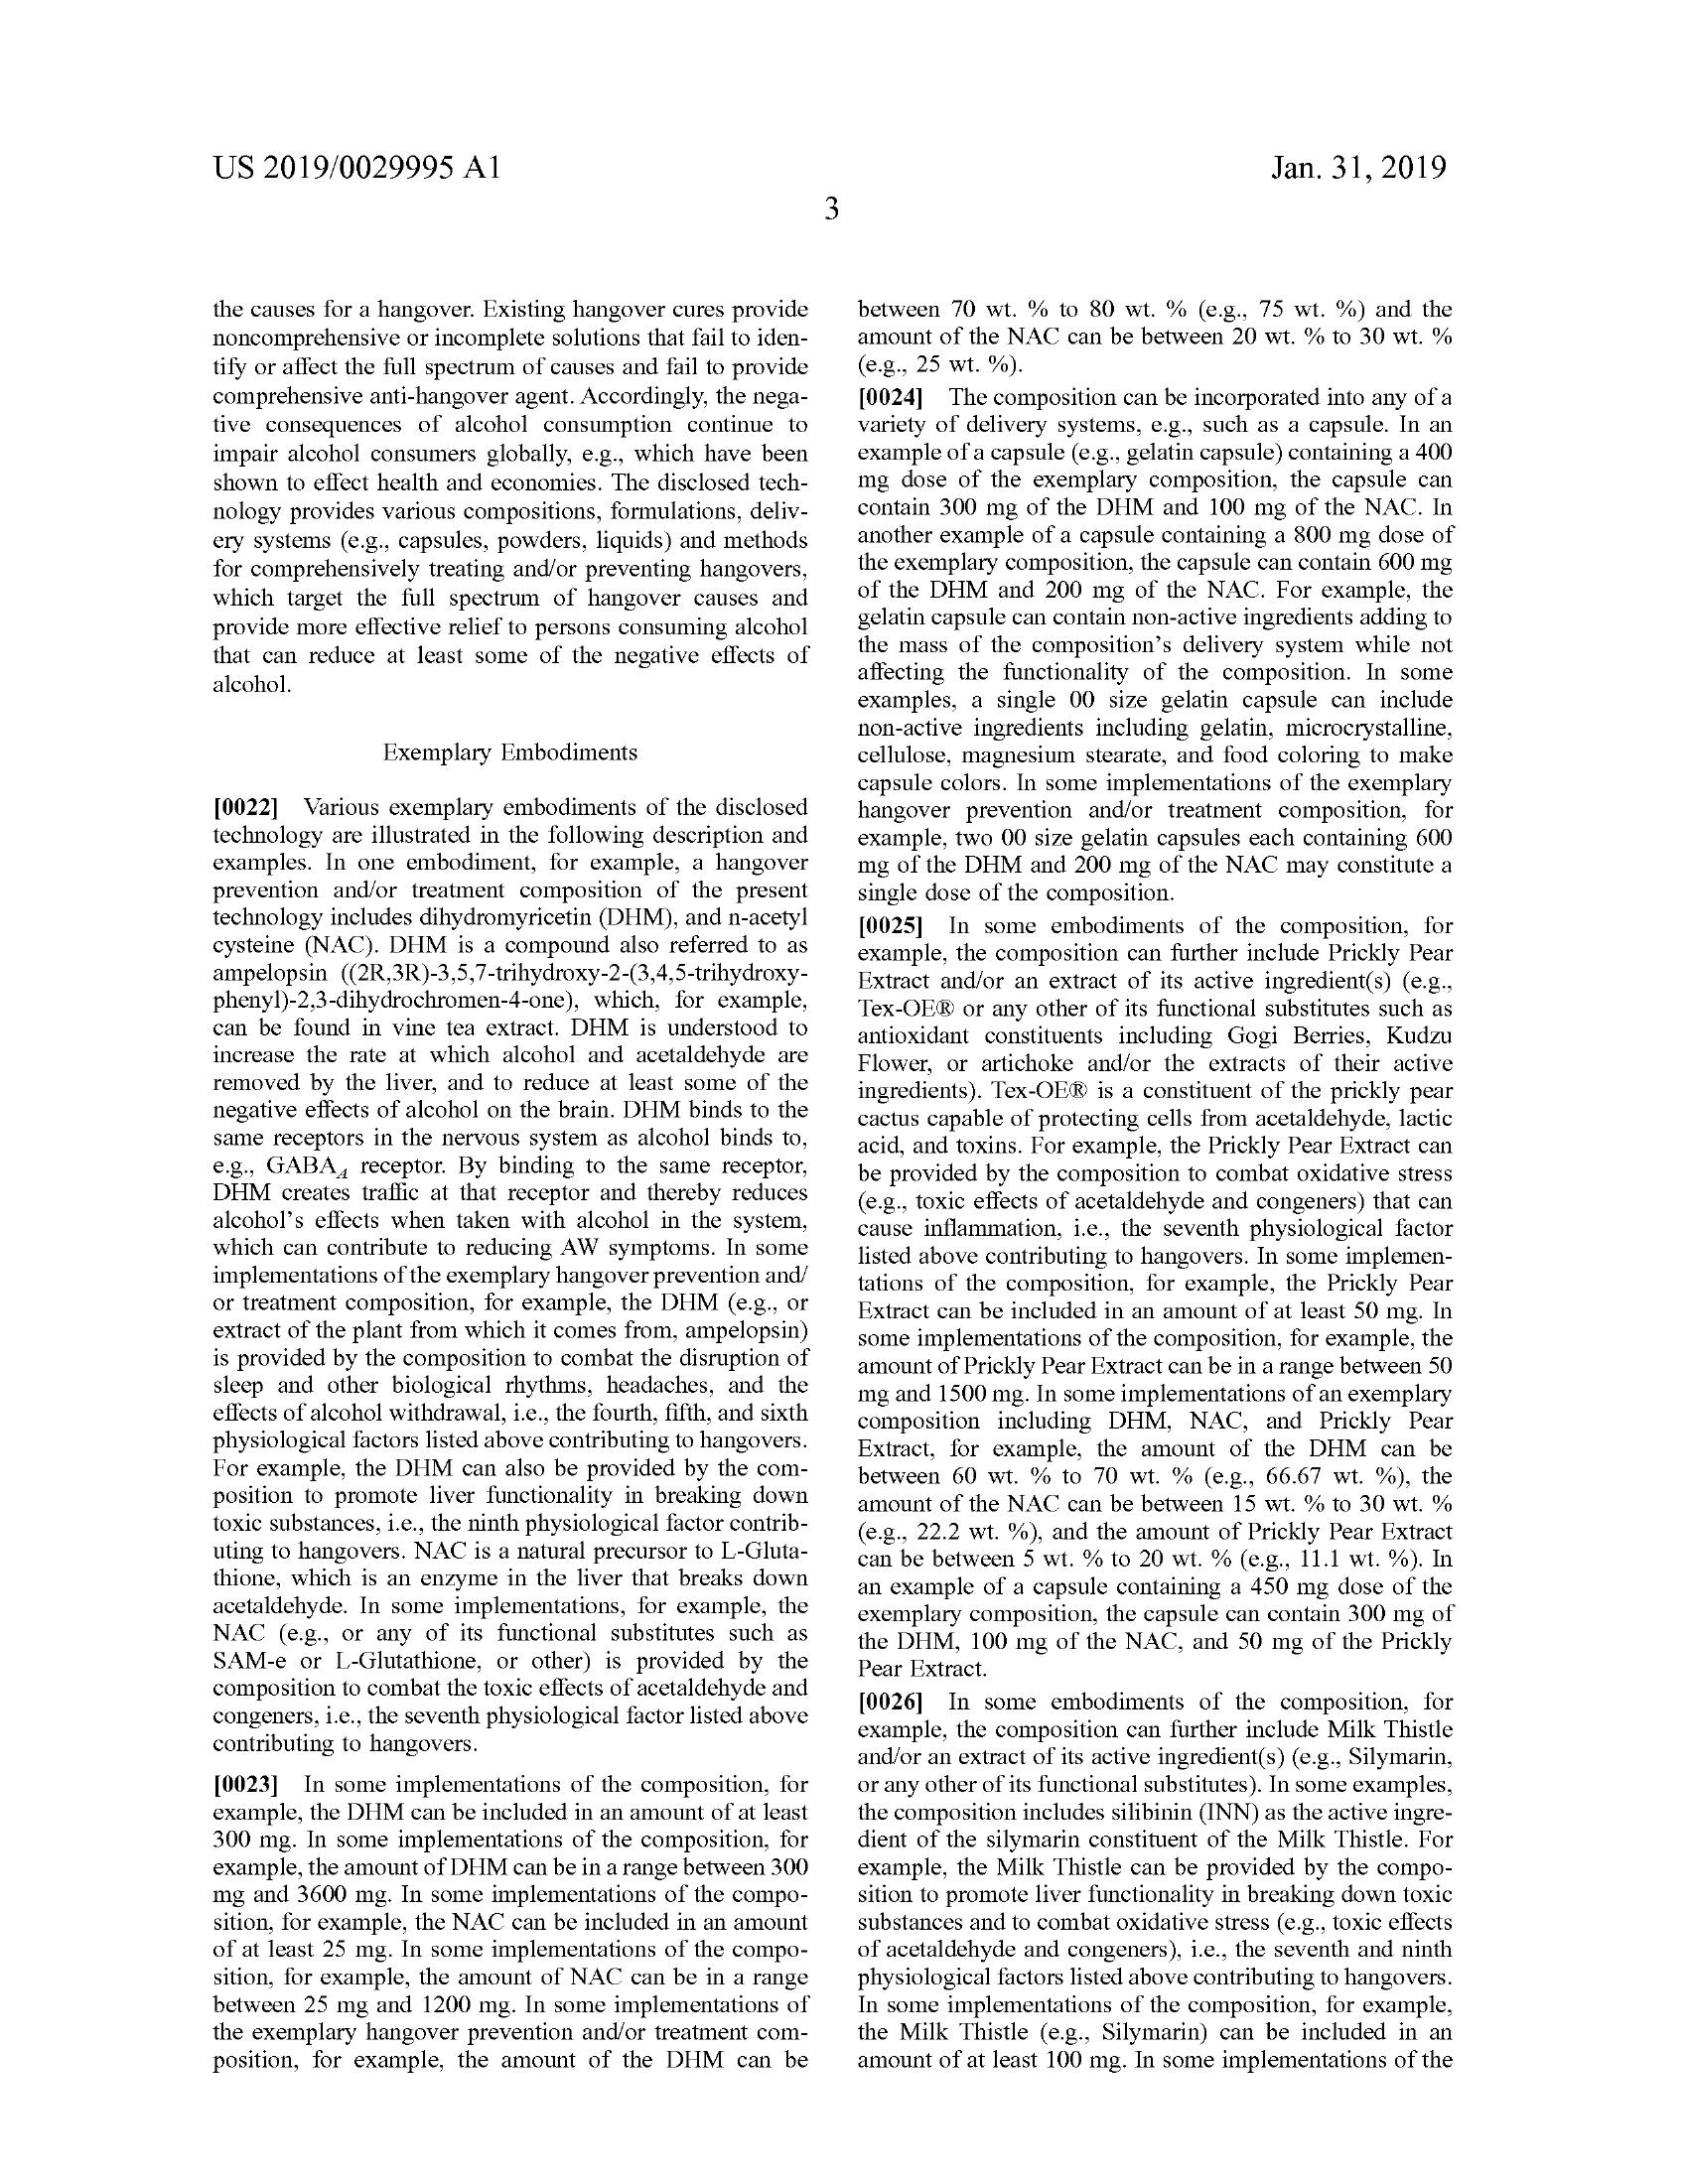 US 2019/0029995 A1
Jan. 31, 2019
3
the causes for a hangover. Existing hangover cures provide
noncomprehensive or incomplete solutions that fail to iden-
tify or affect the full spectrum of causes and fail to provide
comprehensive anti-hangover agent. Accordingly, the nega-
tive consequences of alcohol consumption continue to
impair alcohol consumers globally, e.g., which have been
shown to effect health and economies. The disclosed tech-
nology provides various compositions, formulations, deliv-
ery systems (e.g., capsules, powders, liquids) and methods
for comprehensively treating and/or preventing hangovers,
which target the full spectrum of hangover causes and
provide more effective relief to persons consuming alcohol
that can reduce at least some of the negative effects of
alcohol.
Exemplary Embodiments
[0022] Various exemplary embodiments of the disclosed
technology are illustrated in the following description and
examples. In one embodiment, for example, a hangover
prevention and/or treatment composition of the present
technology includes dihydromyricetin (DHM), and n-acetyl
cysteine (NAC). DHM is a compound also referred to as
ampelopsin ((2R,3R)-3,5,7-trihydroxy-2-(3,4,5-trihydroxy-
phenyl)-2,3-dihydrochromen-4-one), which, for example,
can be found in vine tea extract. DHM is understood to
increase the rate at which alcohol and acetaldehyde are
removed by the liver, and to reduce at least some of the
negative effects of alcohol on the brain. DHM binds to the
same receptors in the nervous system as alcohol binds to,
e.g., GABA_A receptor. By binding to the same receptor,
DHM creates traffic at that receptor and thereby reduces
alcohol's effects when taken with alcohol in the system,
which can contribute to reducing AW symptoms. In some
implementations of the exemplary hangover prevention and/
or treatment composition, for example, the DHM (e.g., or
extract of the plant from which it comes from, ampelopsin)
is provided by the composition to combat the disruption of
sleep and other biological rhythms, headaches, and the
effects of alcohol withdrawal, i.e., the fourth, fifth, and sixth
physiological factors listed above contributing to hangovers.
For example, the DHM can also be provided by the com-
position to promote liver functionality in breaking down
toxic substances, i.e., the ninth physiological factor contrib-
uting to hangovers. NAC is a natural precursor to L-Gluta-
thione, which is an enzyme in the liver that breaks down
acetaldehyde. In some implementations, for example, the
NAC (e.g., or any of its functional substitutes such as
SAM-e or L-Glutathione, or other) is provided by the
composition to combat the toxic effects of acetaldehyde and
congeners, i.e., the seventh physiological factor listed above
contributing to hangovers.
[0023] In some implementations of the composition, for
example, the DHM can be included in an amount of at least
300 mg. In some implementations of the composition, for
example, the amount of DHM can be in a range between 300
mg and 3600 mg. In some implementations of the compo-
sition, for example, the NAC can be included in an amount
of at least 25 mg. In some implementations of the compo-
sition, for example, the amount of NAC can be in a range
between 25 mg and 1200 mg. In some implementations of
the exemplary hangover prevention and/or treatment com-
position, for example, the amount of the DHM can be
between 70 wt. % to 80 wt. % (e.g., 75 wt. %) and the
amount of the NAC can be between 20 wt. % to 30 wt. %
(e.g., 25 wt. %).
[0024] The composition can be incorporated into any of a
variety of delivery systems, e.g., such as a capsule. In an
example of a capsule (e.g., gelatin capsule) containing a 400
mg dose of the exemplary composition, the capsule can
contain 300 mg of the DHM and 100 mg of the NAC. In
another example of a capsule containing a 800 mg dose of
the exemplary composition, the capsule can contain 600 mg
of the DHM and 200 mg of the NAC. For example, the
gelatin capsule can contain non-active ingredients adding to
the mass of the composition's delivery system while not
affecting the functionality of the composition. In some
examples, a single 00 size gelatin capsule can include
non-active ingredients including gelatin, microcrystalline,
cellulose, magnesium stearate, and food coloring to make
capsule colors. In some implementations of the exemplary
hangover prevention and/or treatment composition, for
example, two 00 size gelatin capsules each containing 600
mg of the DHM and 200 mg of the NAC may constitute a
single dose of the composition.
[0025] In some embodiments of the composition, for
example, the composition can further include Prickly Pear
Extract and/or an extract of its active ingredient(s) (e.g.,
Tex-OE® or any other of its functional substitutes such as
antioxidant constituents including Gogi Berries, Kudzu
Flower, or artichoke and/or the extracts of their active
ingredients). Tex-OE® is a constituent of the prickly pear
cactus capable of protecting cells from acetaldehyde, lactic
acid, and toxins. For example, the Prickly Pear Extract can
be provided by the composition to combat oxidative stress
(e.g., toxic effects of acetaldehyde and congeners) that can
cause inflammation, i.e., the seventh physiological factor
listed above contributing to hangovers. In some implemen-
tations of the composition, for example, the Prickly Pear
Extract can be included in an amount of at least 50 mg. In
some implementations of the composition, for example, the
amount of Prickly Pear Extract can be in a range between 50
mg and 1500 mg. In some implementations of an exemplary
composition including DHM, NAC, and Prickly Pear
Extract, for example, the amount of the DHM can be
between 60 wt. % to 70 wt. % (e.g., 66.67 wt. %), the
amount of the NAC can be between 15 wt. % to 30 wt. %
(e.g., 22.2 wt. %), and the amount of Prickly Pear Extract
can be between 5 wt. % to 20 wt. % (e.g., 11.1 wt. %). In
an example of a capsule containing a 450 mg dose of the
exemplary composition, the capsule can contain 300 mg of
the DHM, 100 mg of the NAC, and 50 mg of the Prickly
Pear Extract.
[0026] In some embodiments of the composition, for
example, the composition can further include Milk Thistle
and/or an extract of its active ingredient(s) (e.g., Silymarin,
or any other of its functional substitutes). In some examples,
the composition includes silibinin (INN) as the active ingre-
dient of the silymarin constituent of the Milk Thistle. For
example, the Milk Thistle can be provided by the compo-
sition to promote liver functionality in breaking down toxic
substances and to combat oxidative stress (e.g., toxic effects
of acetaldehyde and congeners), i.e., the seventh and ninth
physiological factors listed above contributing to hangovers.
In some implementations of the composition, for example,
the Milk Thistle (e.g., Silymarin) can be included in an
amount of at least 100 mg. In some implementations of the